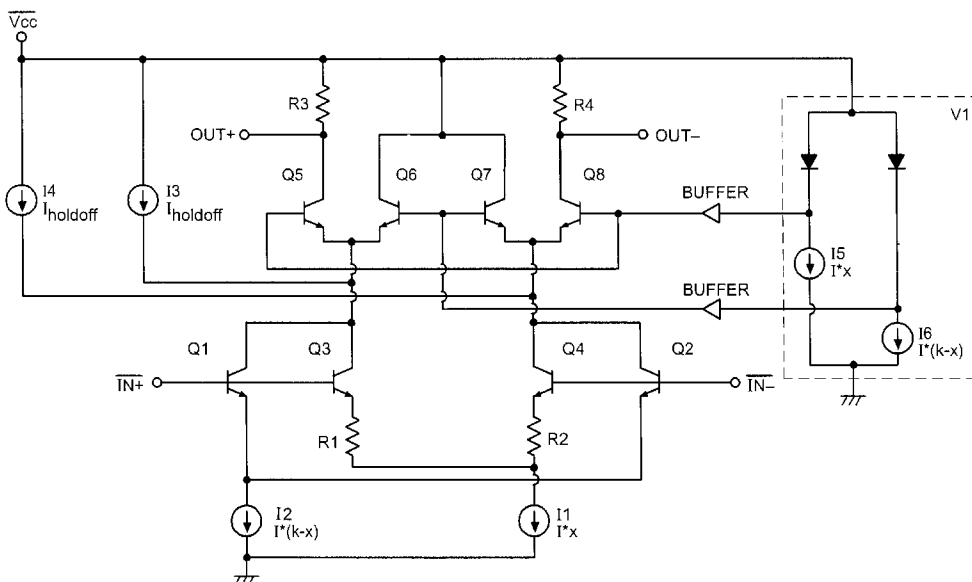 Vcc
V1
R3
R4
OUT+
OUT–
Q5
Q6
Q7
Q8
BUFFER
I4
Iholdoff
I3
Iholdoff
I5
I*x
BUFFER
I6
I*(k-x)
Q1
Q3
Q4
Q2
IN+
IN–
R1
R2
I2
I*(k-x)
I1
I*x